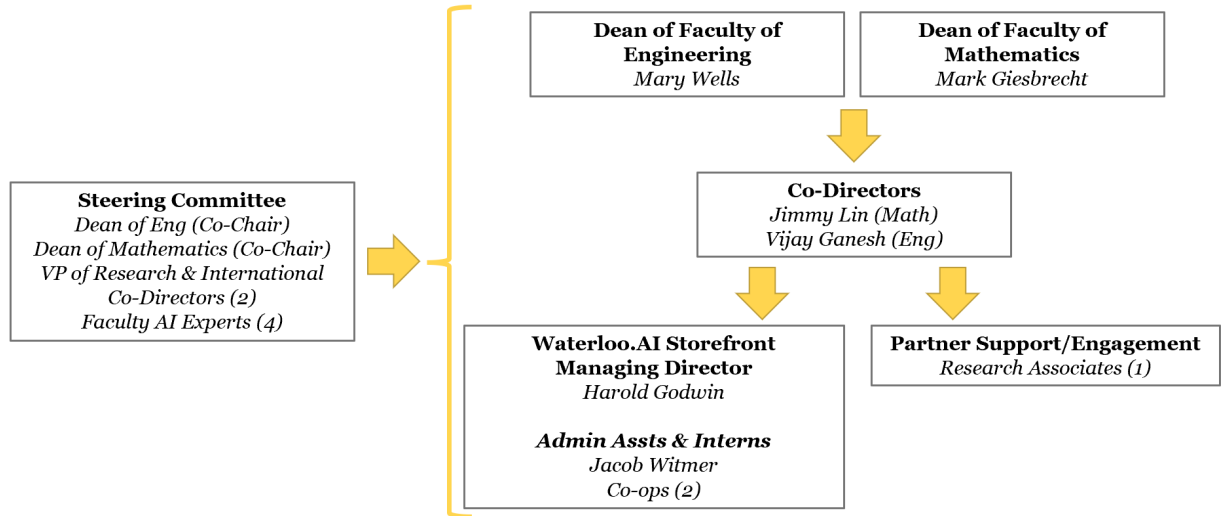 Dean of Faculty of
Engineering
Mary Wells
Dean of Faculty of
Mathematics
Mark Giesbrecht
Steering Committee
Dean of Eng (Co-Chair)
Dean of Mathematics (Co-Chair)
VP of Research & International
Co-Directors (2)
Faculty AI Experts (4)
Co-Directors
Jimmy Lin (Math)
Vijay Ganesh (Eng)
Waterloo.AI Storefront
Managing Director
Harold Godwin
Admin Assts & Interns
Jacob Witmer
Co-ops (2)
Partner Support/Engagement
Research Associates (1)